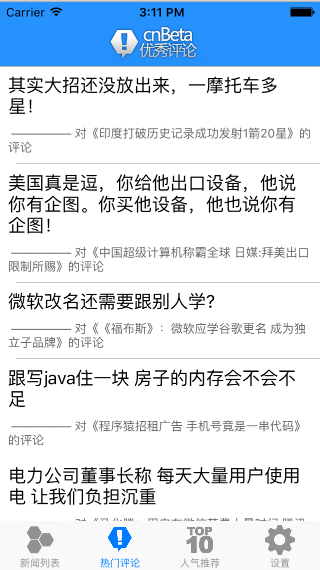 Carrier 3:11 PM
cnBeta
优秀评论
其实大招还没放出来，一摩托车多
星！
—————— 对《印度打破历史记录成功发射1箭20星》的
评论
美国真是逗，你给他出口设备，他说
你有企图。你买他设备，他也说你有
企图！
—————— 对《中国超级计算机称霸全球 日媒:拜美出口
限制所赐》的评论
微软改名还需要跟别人学？
—————— 对《《福布斯》：微软应学谷歌更名 成为独
立子品牌》的评论
跟写java住一块 房子的内存会不会不
足
—————— 对《程序猿招租广告 手机号竟是一串代码》
的评论
电力公司董事长称 每天大量用户使用
电 让我们负担沉重
新闻列表
热门评论
TOP
10
人气推荐
设置